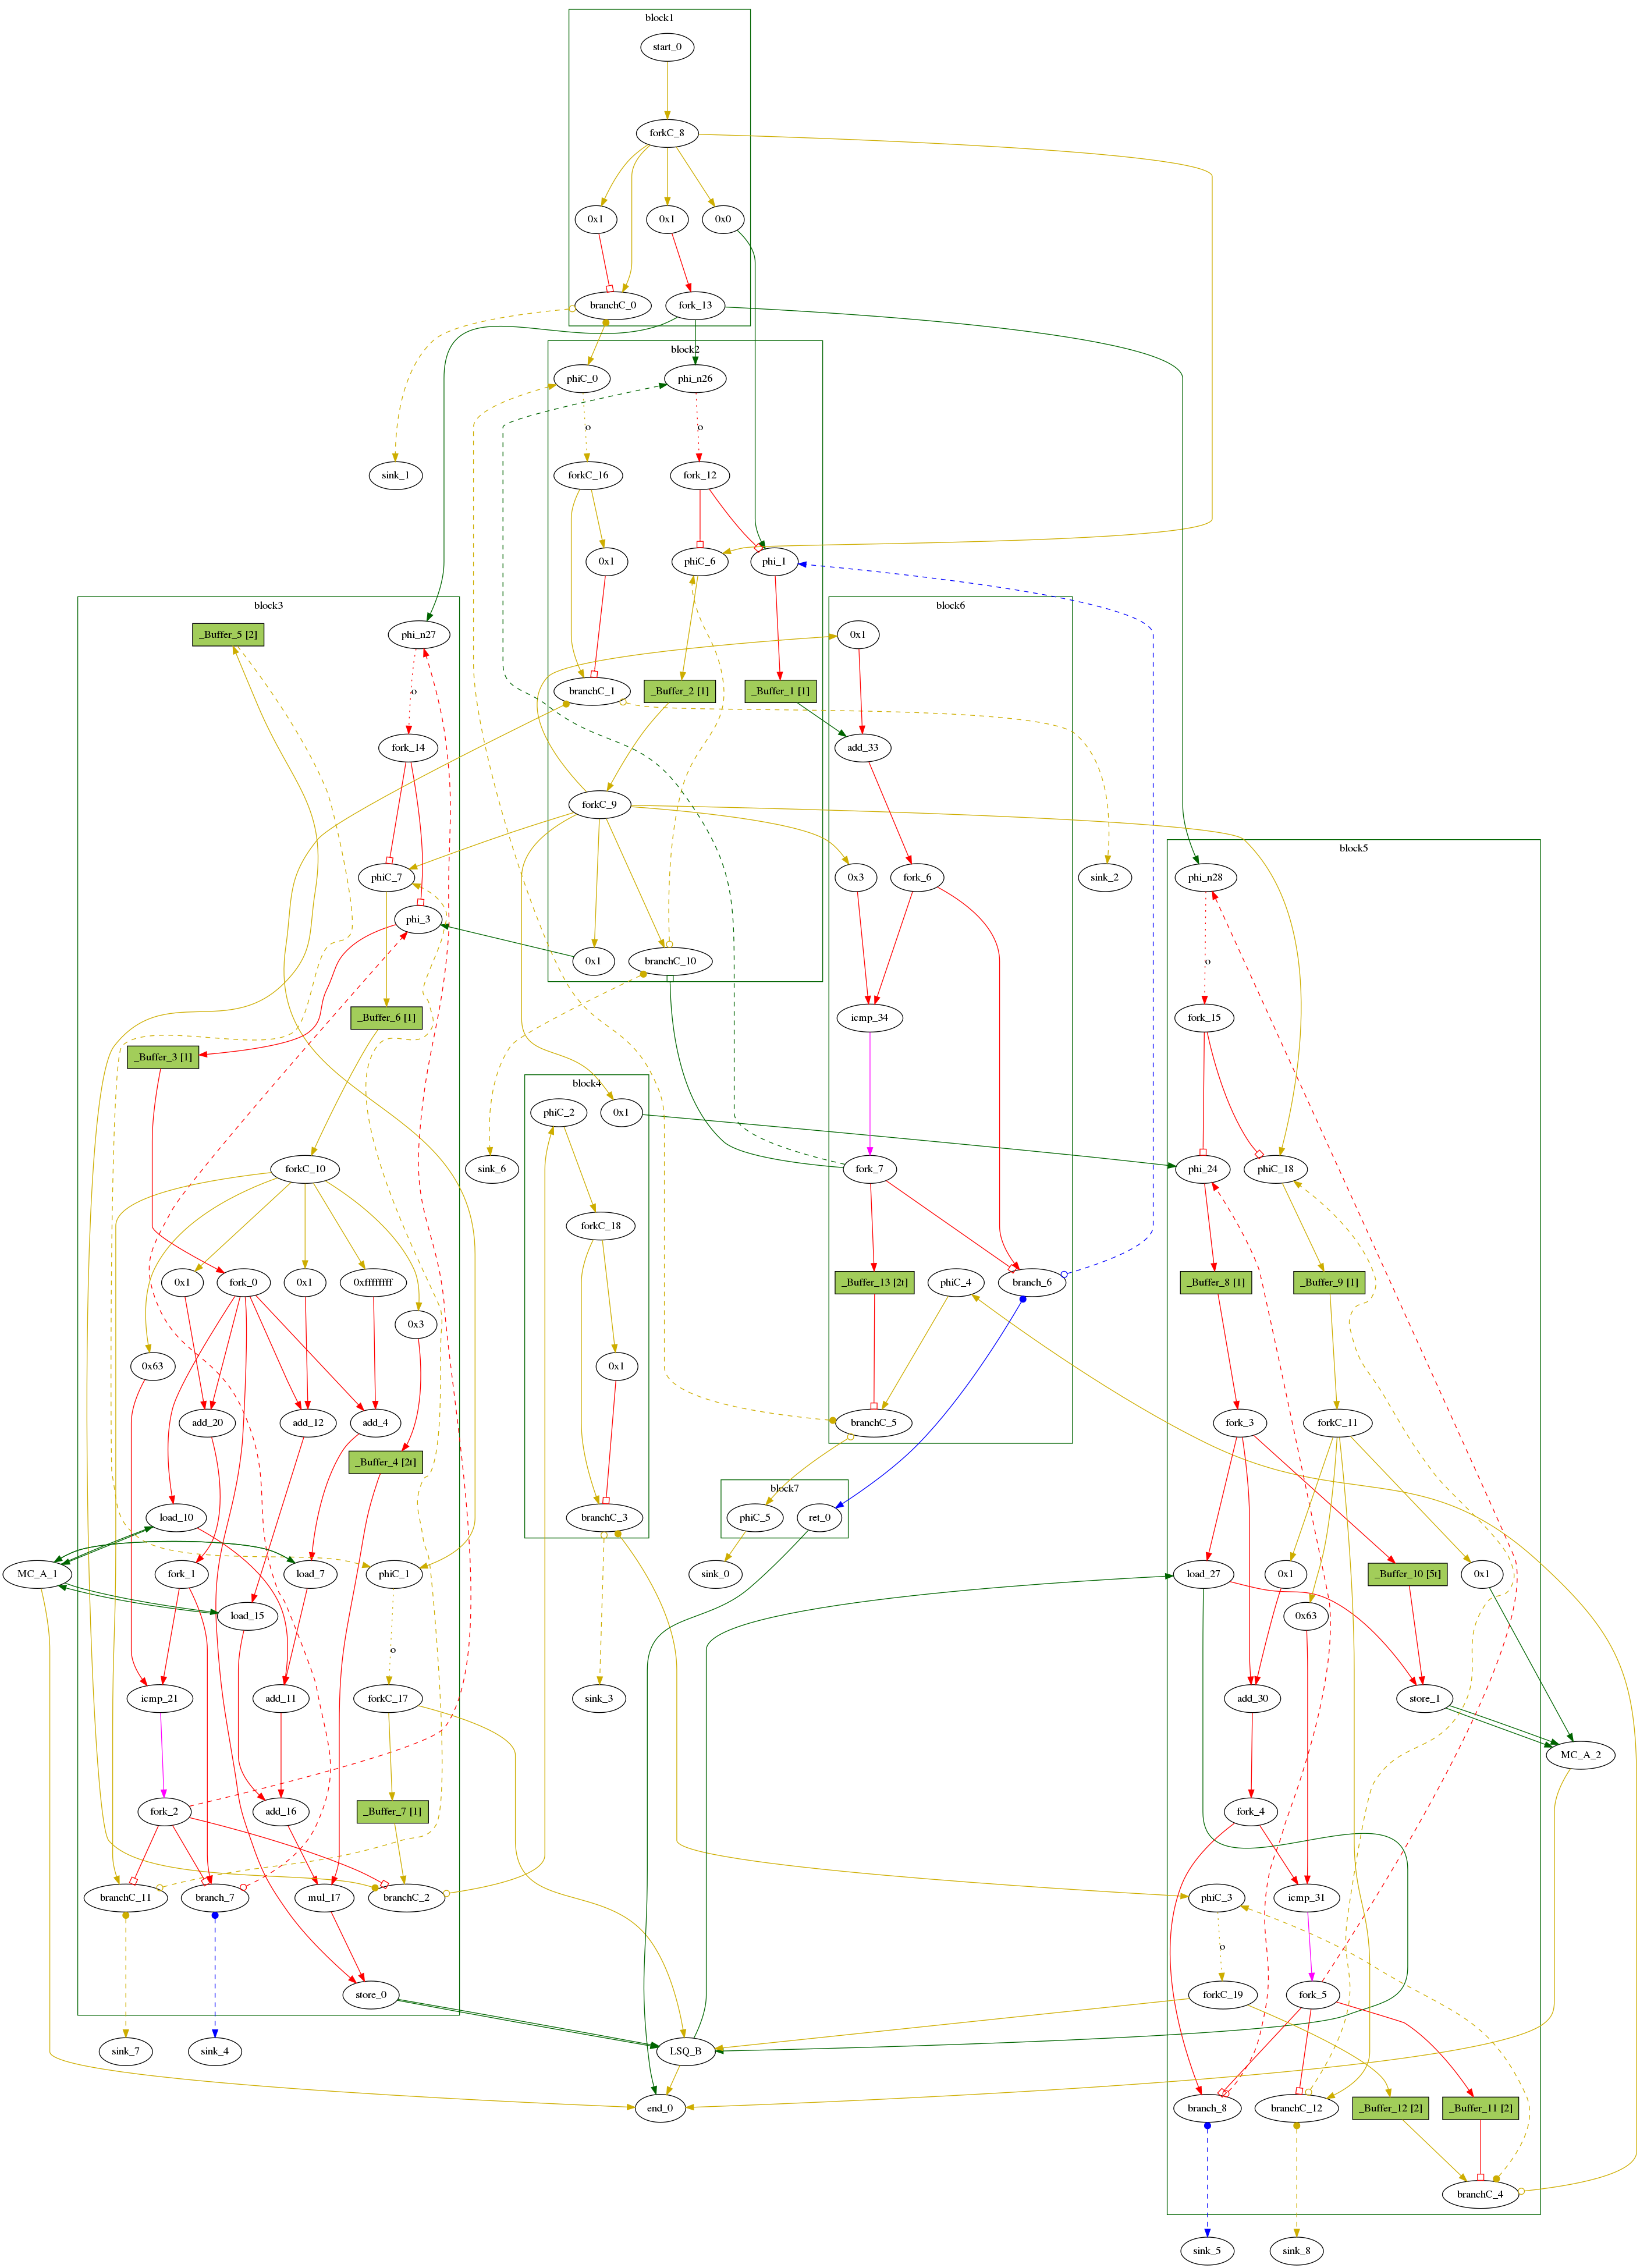 block1
start_0
forkC_8
0x1
0x1
0x0
branchC_0
fork_13
block2
phiC_0
phi_n26
o
o
sink_1
forkC_16
fork_12
0x1
phiC_6
phi_1
block3
block6
_Buffer_5 [2]
phi_n27
0x1
o
branchC_1
_Buffer_2 [1]
_Buffer_1 [1]
fork_14
add_33
forkC_9
block5
phiC_7
0x3
fork_6
sink_2
phi_n28
phi_3
0x1
branchC_10
o
_Buffer_6 [1]
icmp_34
fork_15
_Buffer_3 [1]
block4
phiC_2
0x1
forkC_10
sink_6
fork_7
phi_24
phiC_18
forkC_18
0x1
fork_0
0x1
0xffffffff
_Buffer_13 [2t]
phiC_4
branch_6
_Buffer_8 [1]
_Buffer_9 [1]
0x3
0x63
0x1
add_20
add_12
add_4
branchC_5
fork_3
forkC_11
_Buffer_4 [2t]
block7
load_10
branchC_3
phiC_5
ret_0
MC_A_1
fork_1
load_7
phiC_1
sink_0
load_27
0x1
_Buffer_10 [5t]
0x1
load_15
0x63
o
icmp_21
add_11
forkC_17
sink_3
add_30
store_1
MC_A_2
fork_2
add_16
_Buffer_7 [1]
fork_4
branchC_11
branch_7
mul_17
branchC_2
phiC_3
icmp_31
o
store_0
forkC_19
fork_5
sink_7
sink_4
LSQ_B
end_0
branch_8
branchC_12
_Buffer_12 [2]
_Buffer_11 [2]
branchC_4
sink_5
sink_8